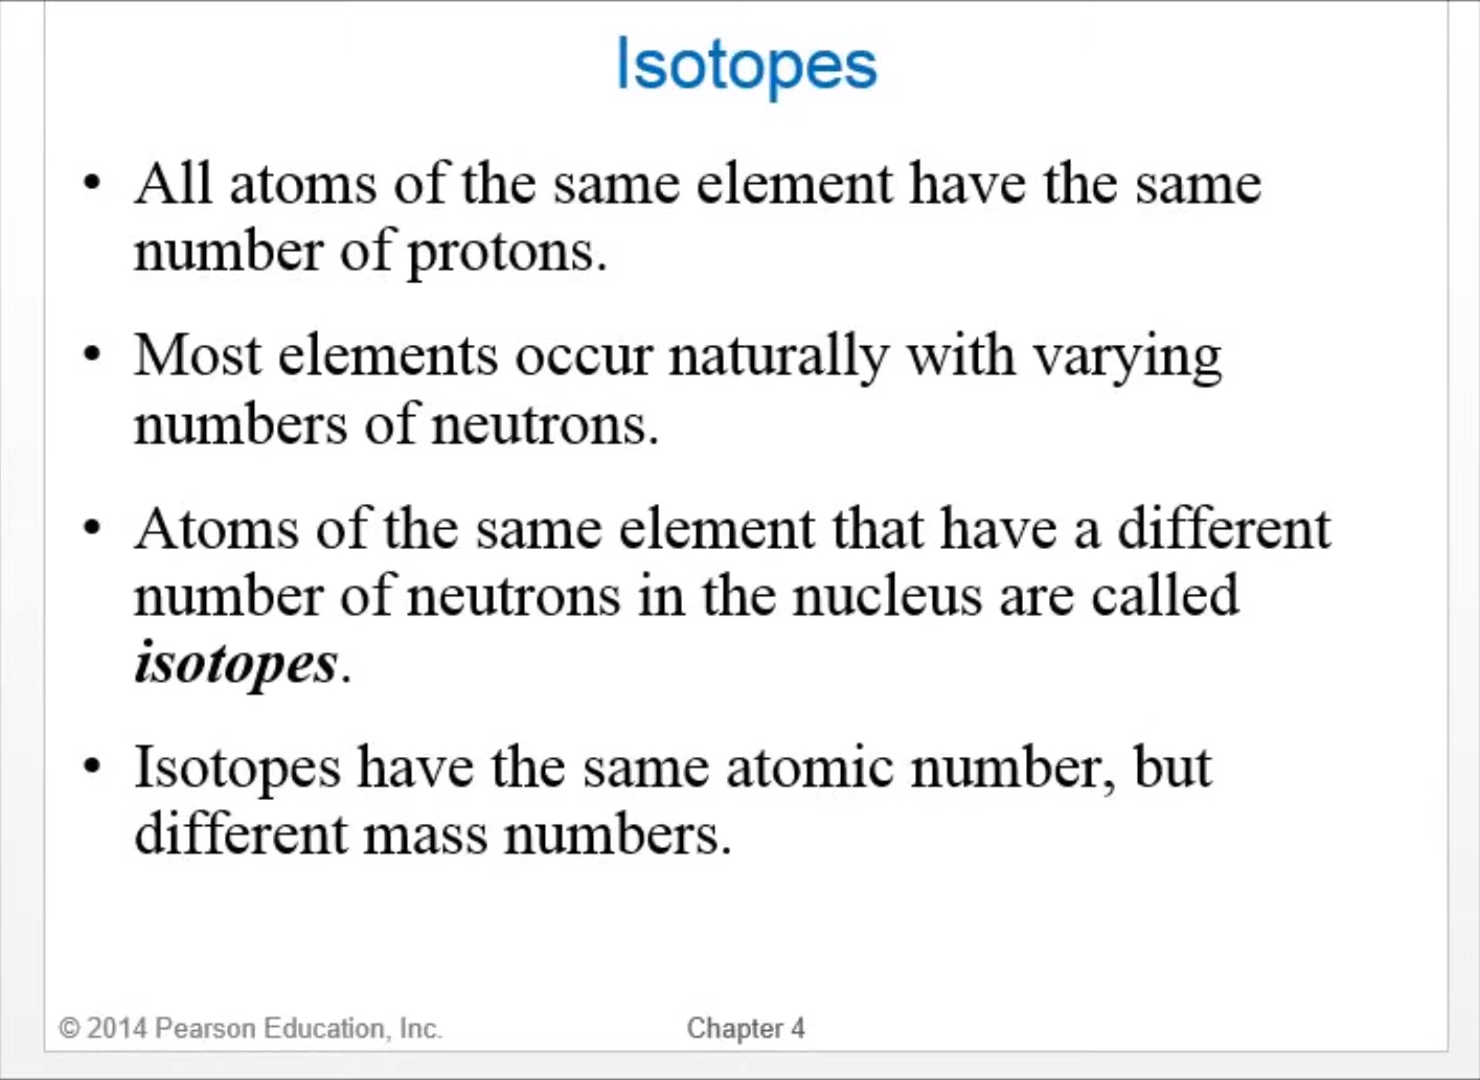 Isotopes
• All atoms of the same element have the same
number of protons.
• Most elements occur naturally with varying
numbers of neutrons.
• Atoms of the same element that have a different
number of neutrons in the nucleus are called
isotopes.
• Isotopes have the same atomic number, but
different mass numbers.
© 2014 Pearson Education, Inc.
Chapter 4